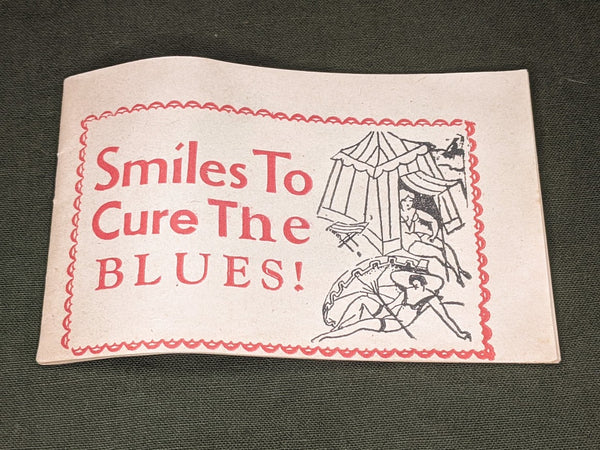 Smiles To
Cure The
BLUES!